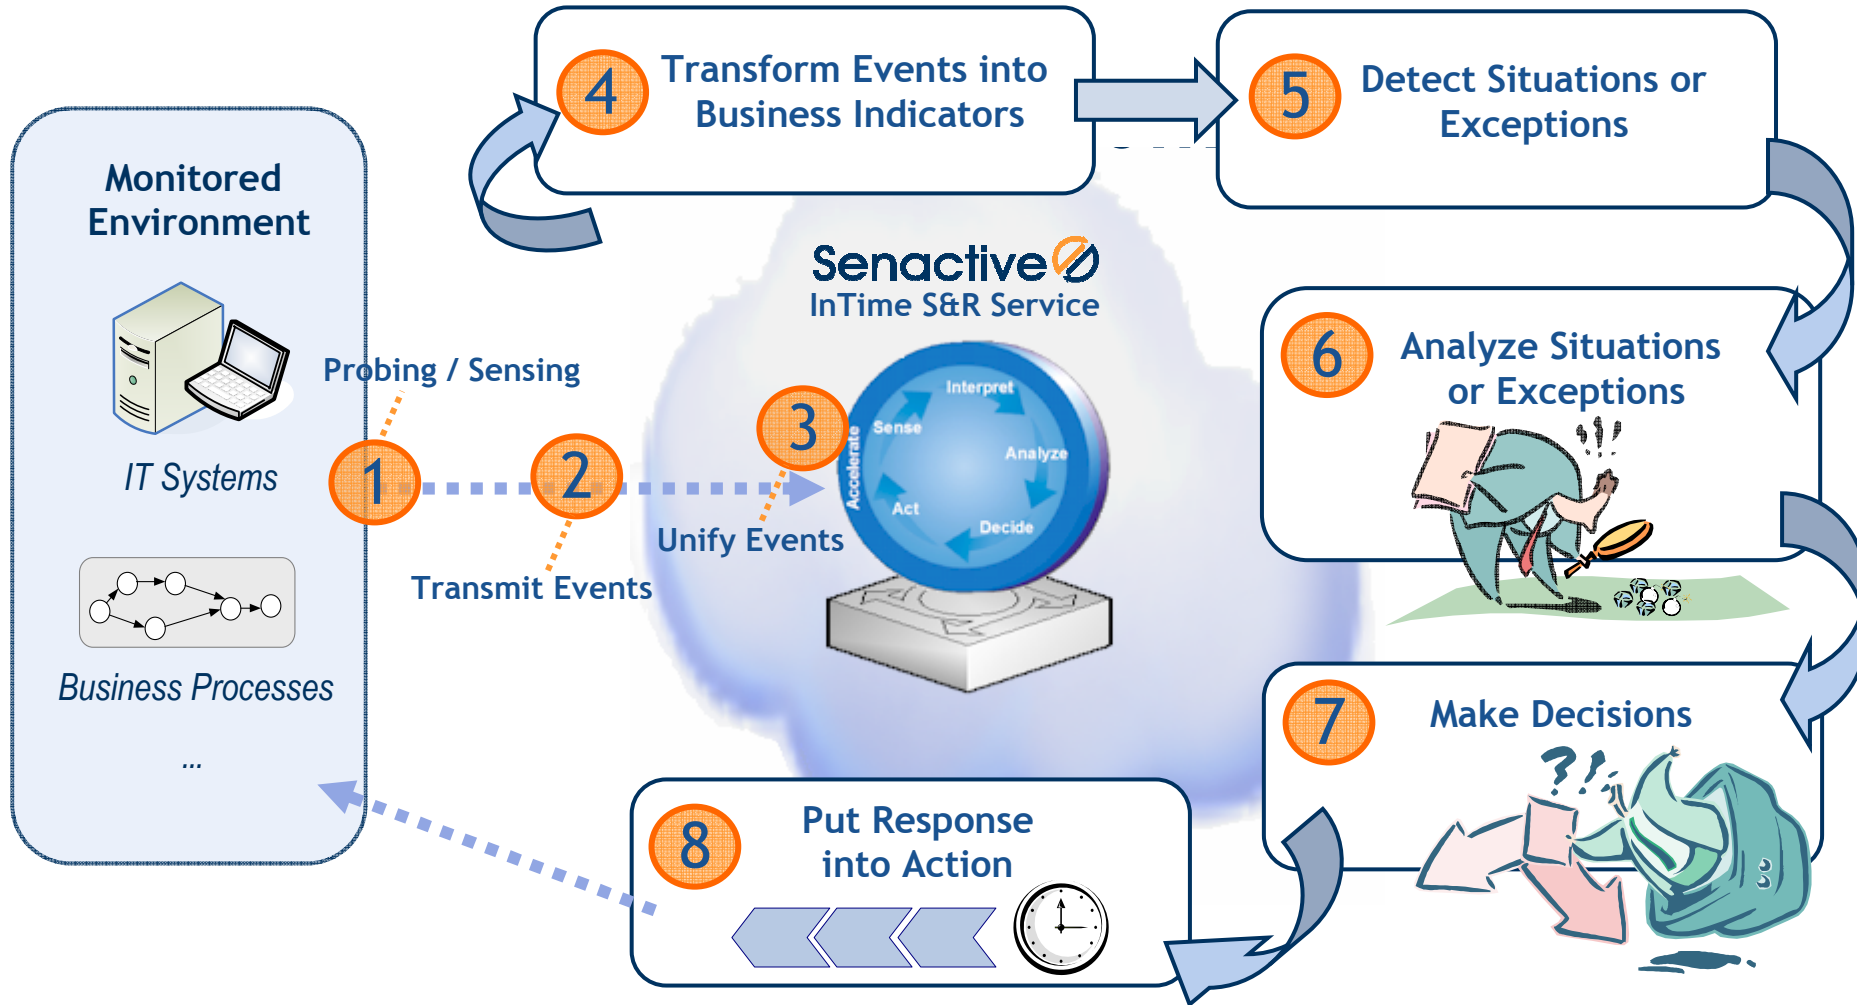 4
Transform Events into
Business Indicators
5
Detect Situations or
Exceptions
Monitored
Environment
IT Systems
Business Processes
...
Probing / Sensing
1
2
Transmit Events
3
Unify Events
Senactive
InTime S&R Service
Interpret
Sense
Accelerate
Analyze
Act
Decide
6
Analyze Situations
or Exceptions
7
Make Decisions
?!
8
Put Response
into Action